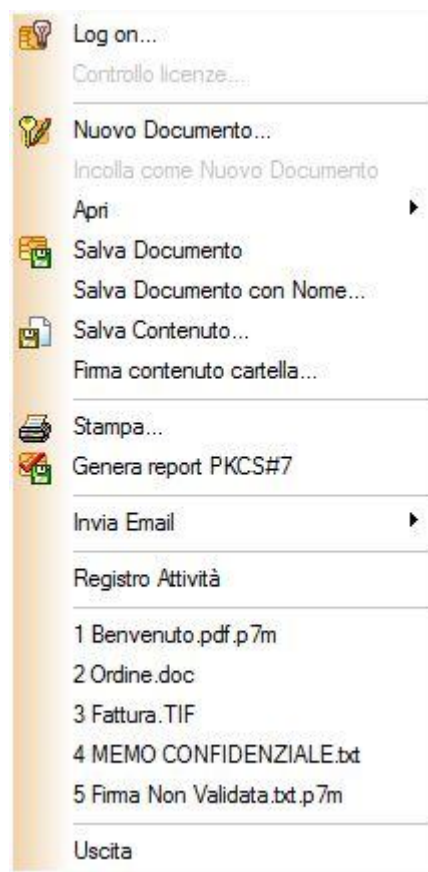 Log on...
Controllo licenze...
Nuovo Documento...
Incolla come Nuovo Documento
Apri
Salva Documento
Salva Documento con Nome...
Salva Contenuto...
Firma contenuto cartella...
Stampa...
Genera report PKCS#7
Invia Email
Registro Attività
1 Benvenuto.pdf.p7m
2 Ordine.doc
3 Fattura.TIF
4 MEMO CONFIDENZIALE.txt
5 Firma Non Validata.txt.p7m
Uscita